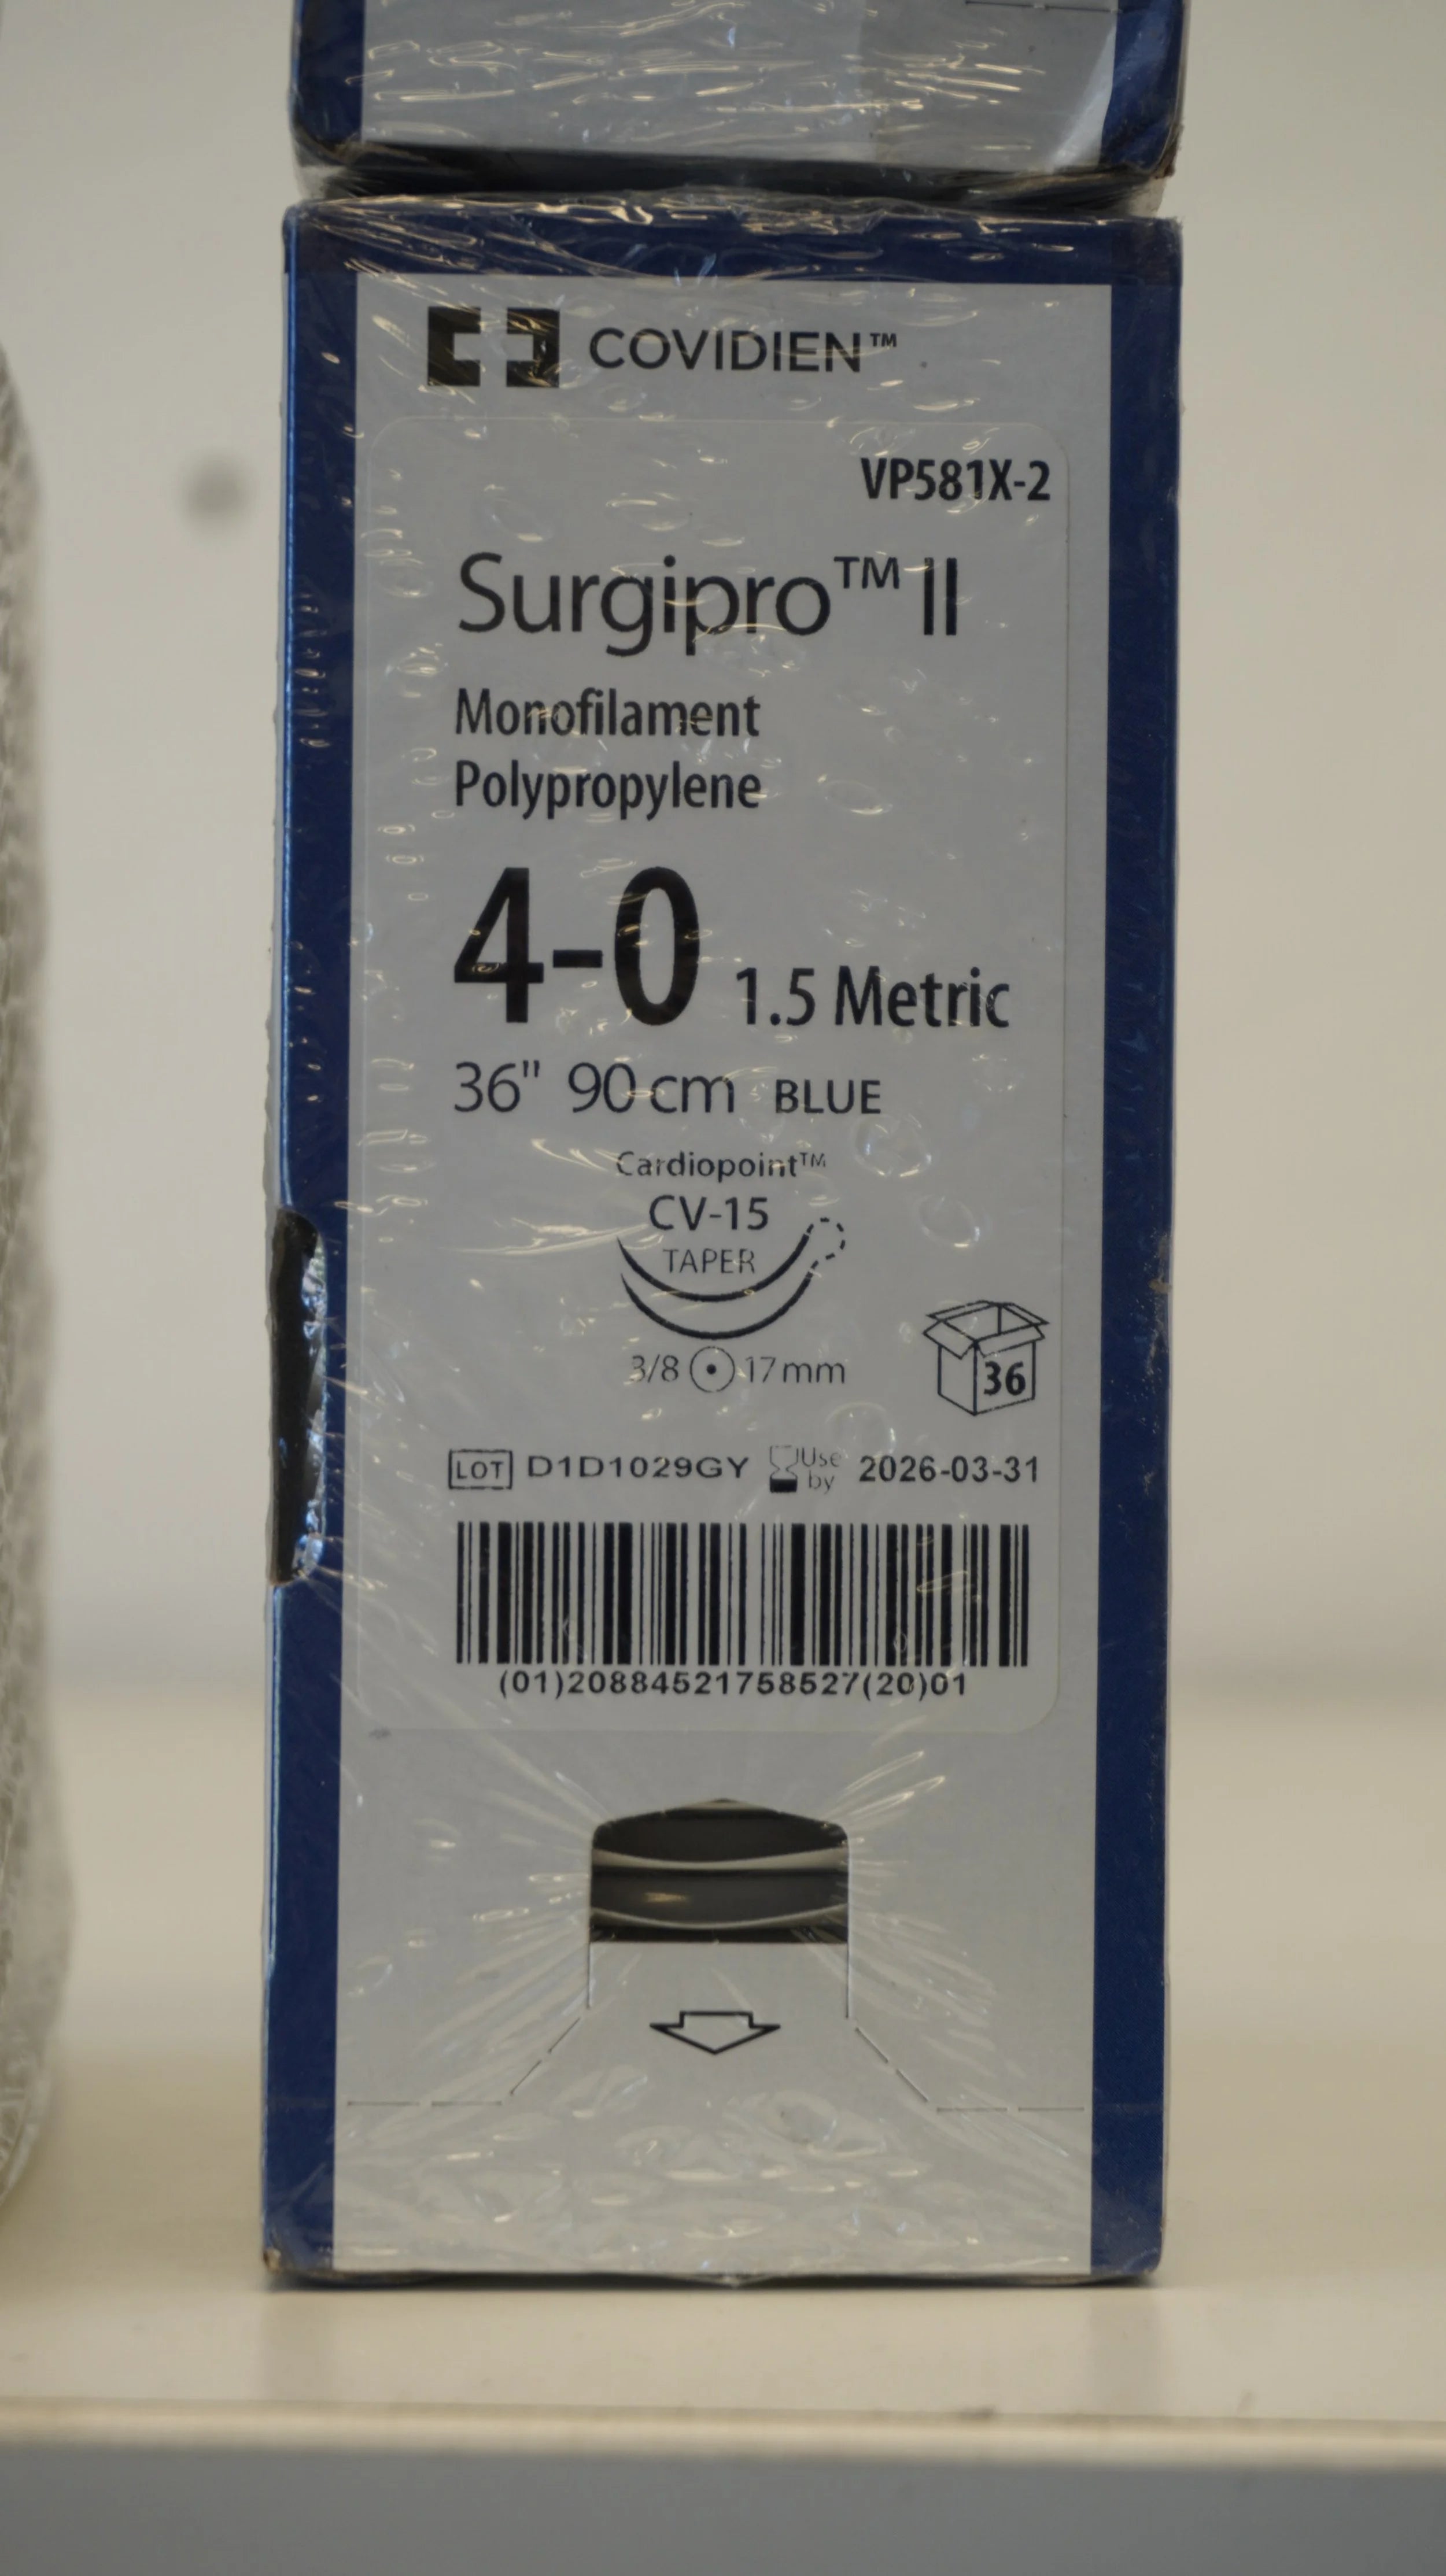 COVIDIEN™
VP581X-2
Surgipro™ II
Monofilament
Polypropylene
4-0 1.5 Metric
36" 90 cm BLUE
Cardiopoint™
CV-15
TAPER
3/8 17 mm
36
LOT D1D1029GY Use by 2026-03-31
(01)20884521758527(20)01